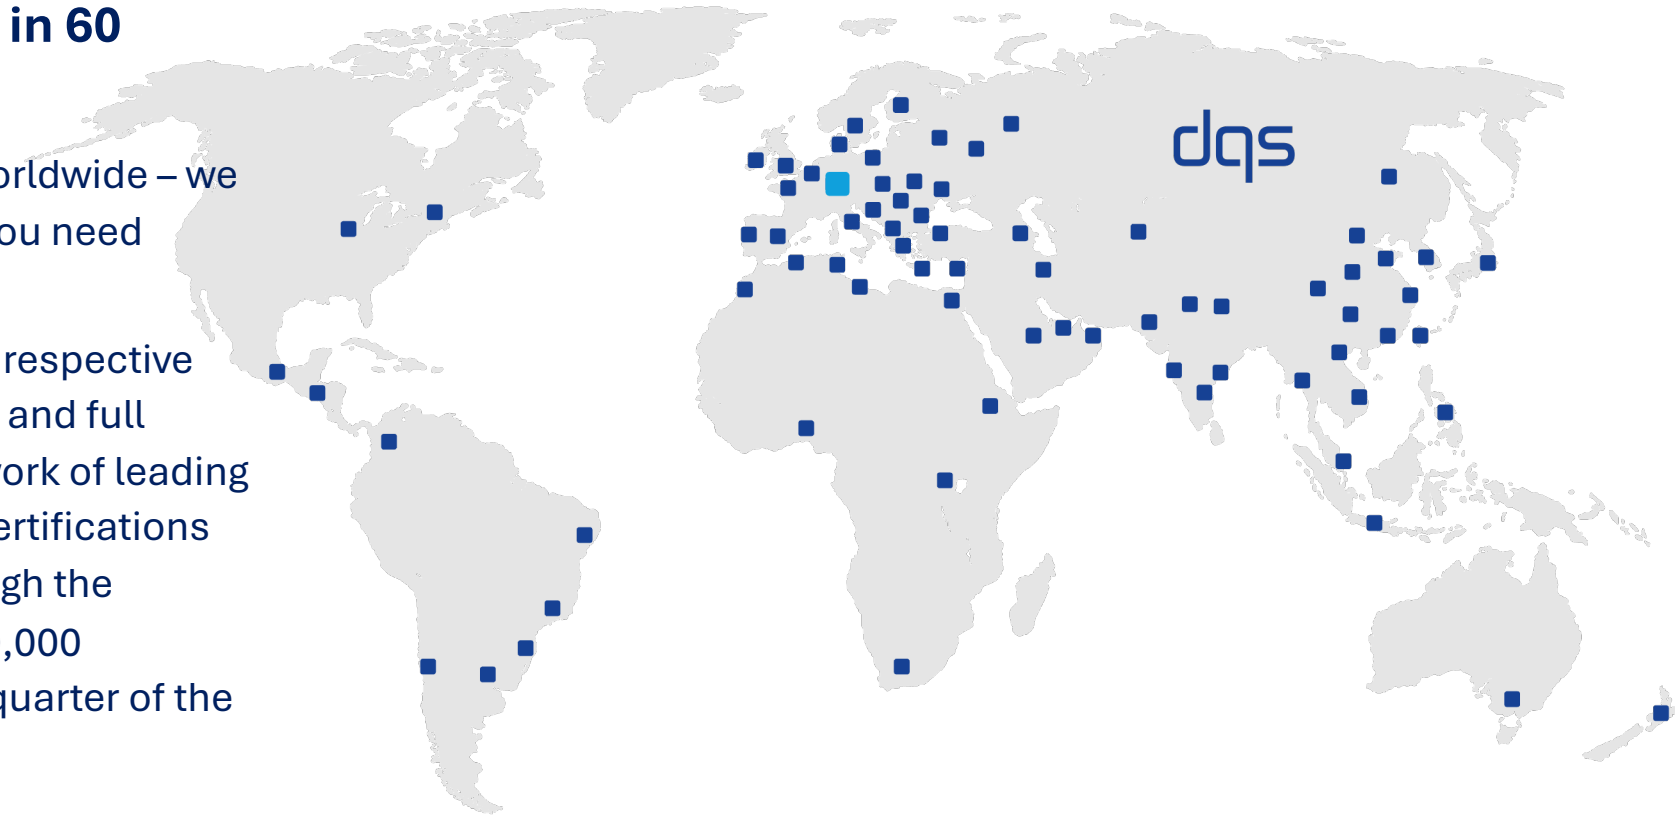 in 60
orldwide – we
ou need
respective
and full
vork of leading
ertifications
gh the
,000
quarter of the
dqs